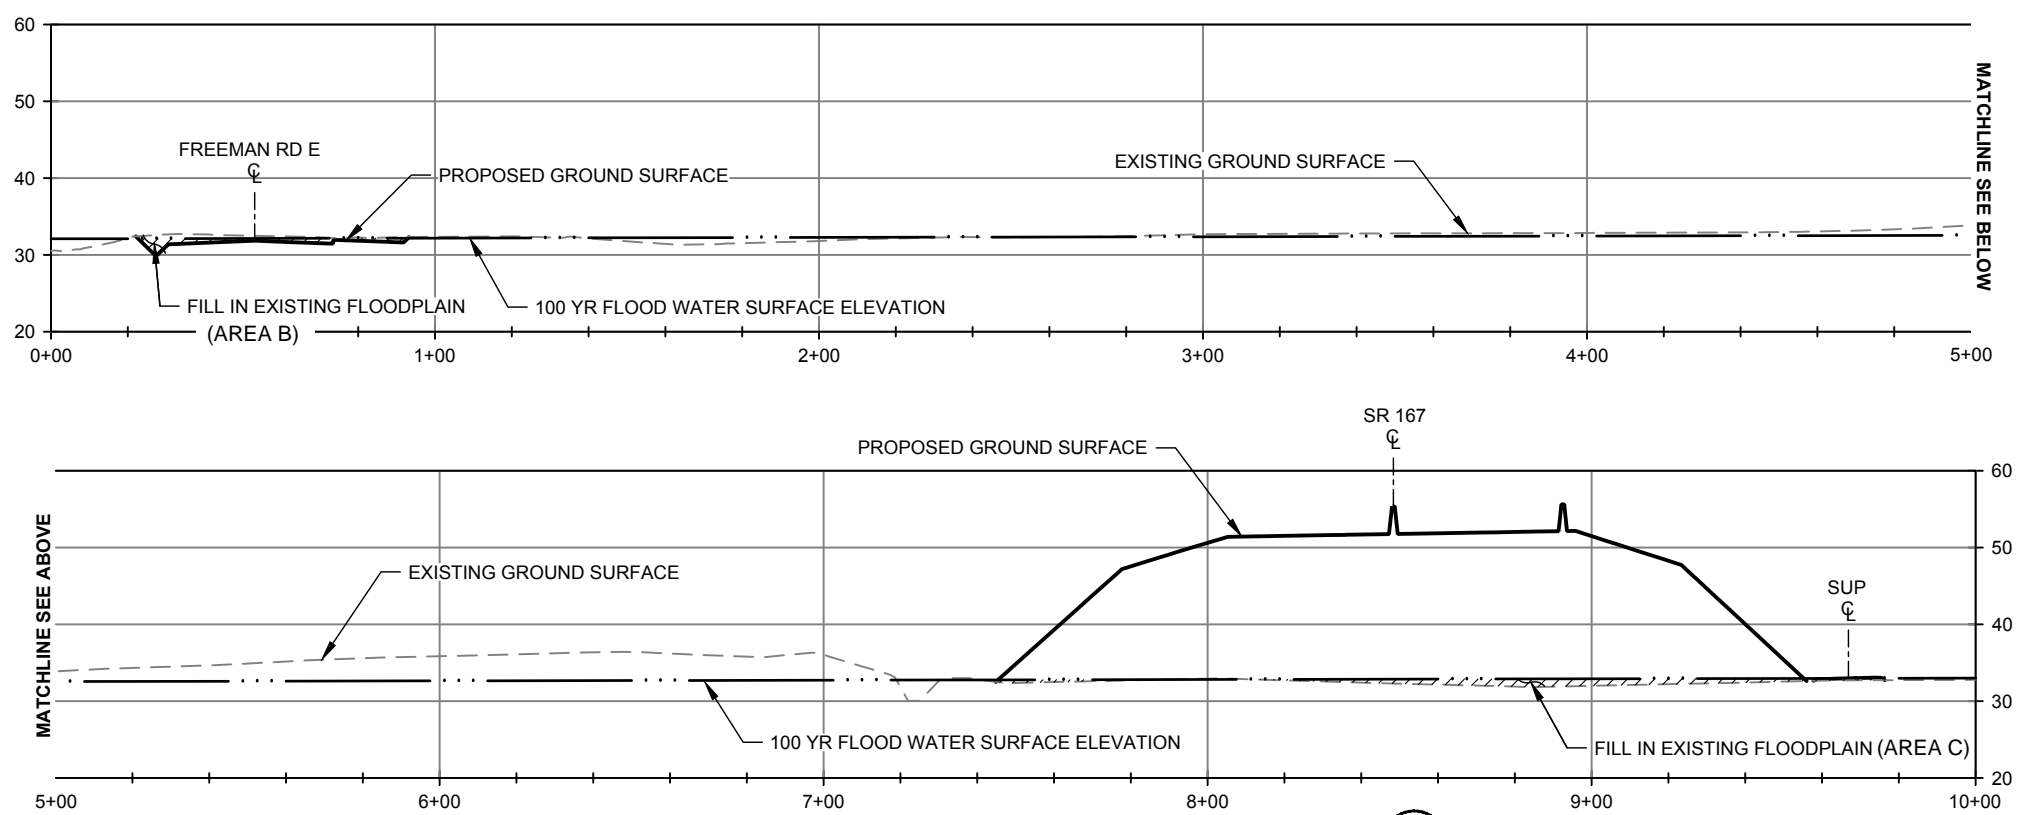 60
50
40
30
20
FREEMAN RD E
℄
PROPOSED GROUND SURFACE
EXISTING GROUND SURFACE
MATCHLINE SEE BELOW
FILL IN EXISTING FLOODPLAIN
(AREA B)
100 YR FLOOD WATER SURFACE ELEVATION
0+00
1+00
2+00
3+00
4+00
5+00
SR 167
℄
PROPOSED GROUND SURFACE
MATCHLINE SEE ABOVE
EXISTING GROUND SURFACE
SUP
℄
100 YR FLOOD WATER SURFACE ELEVATION
FILL IN EXISTING FLOODPLAIN (AREA C)
60
50
40
30
20
5+00
6+00
7+00
8+00
9+00
10+00